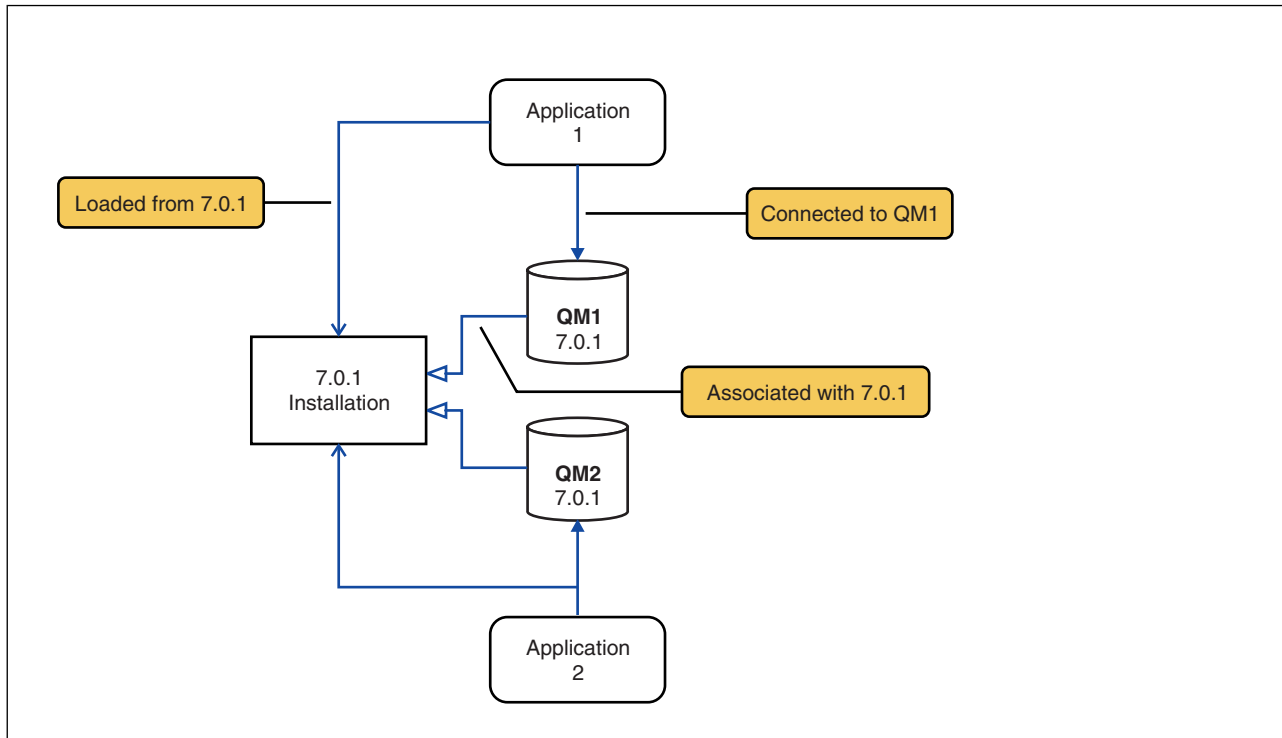 Application
1
Loaded from 7.0.1
Connected to QM1
QM1
7.0.1
7.0.1
Installation
Associated with 7.0.1
QM2
7.0.1
Application
2